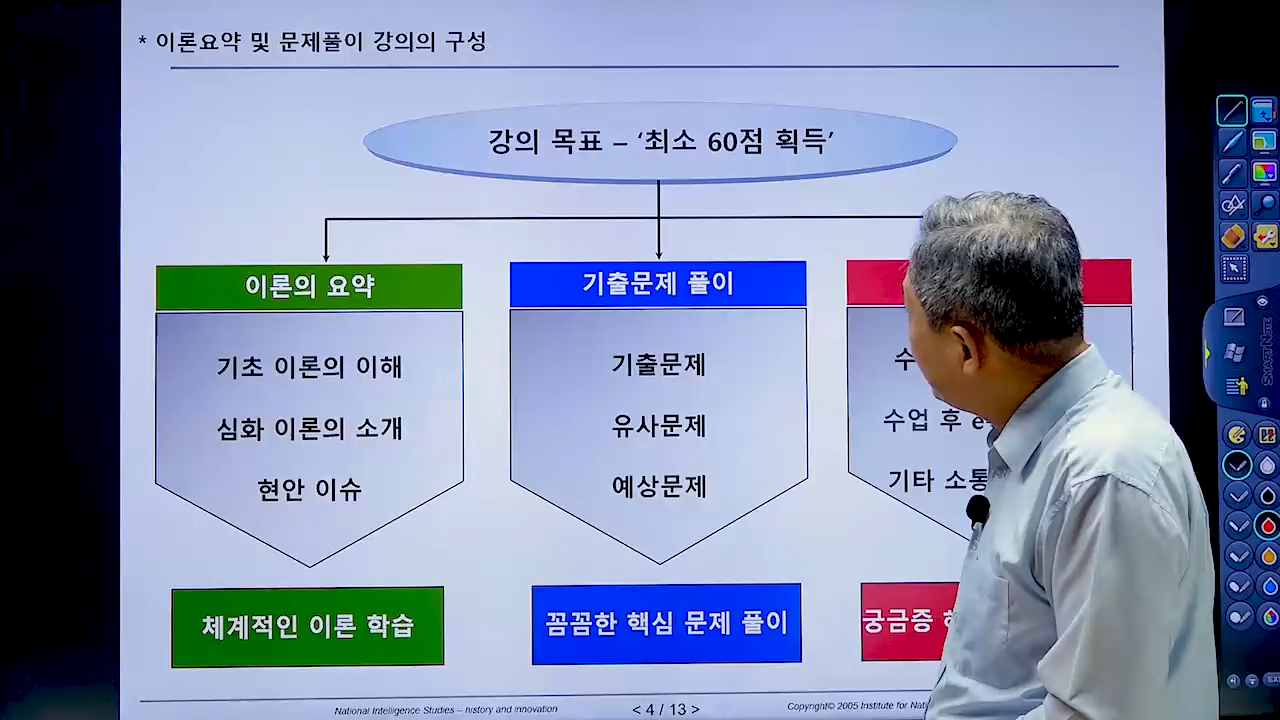 * 이론요약 및 문제풀이 강의의 구성
강의 목표 – ‘최소 60점 획득’
이론의 요약
기초 이론의 이해
심화 이론의 소개
현안 이슈
체계적인 이론 학습
기출문제 풀이
기출문제
유사문제
예상문제
꼼꼼한 핵심 문제 풀이
수업 후
기타 소통
궁금증
National Intelligence Studies – history and innovation
< 4 / 13 >
Copyright© 2005 Institute for
SMART NOTE